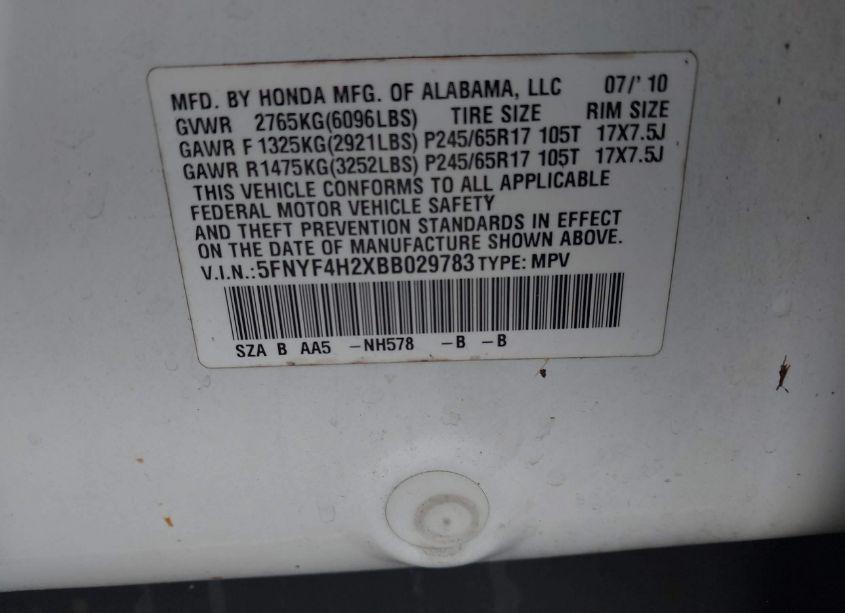 MFD. BY HONDA MFG. OF ALABAMA, LLC 07/'10
GVWR 2765KG(6096LBS) TIRE SIZE RIM SIZE
GAWR F 1325KG(2921LBS) P245/65R17 105T 17X7.5J
GAWR R1475KG(3252LBS) P245/65R17 105T 17X7.5J
THIS VEHICLE CONFORMS TO ALL APPLICABLE
FEDERAL MOTOR VEHICLE SAFETY
AND THEFT PREVENTION STANDARDS IN EFFECT
ON THE DATE OF MANUFACTURE SHOWN ABOVE.
V.I.N.:5FNYF4H2XBB029783 TYPE: MPV
SZA B AA5 -NH578 -B -B